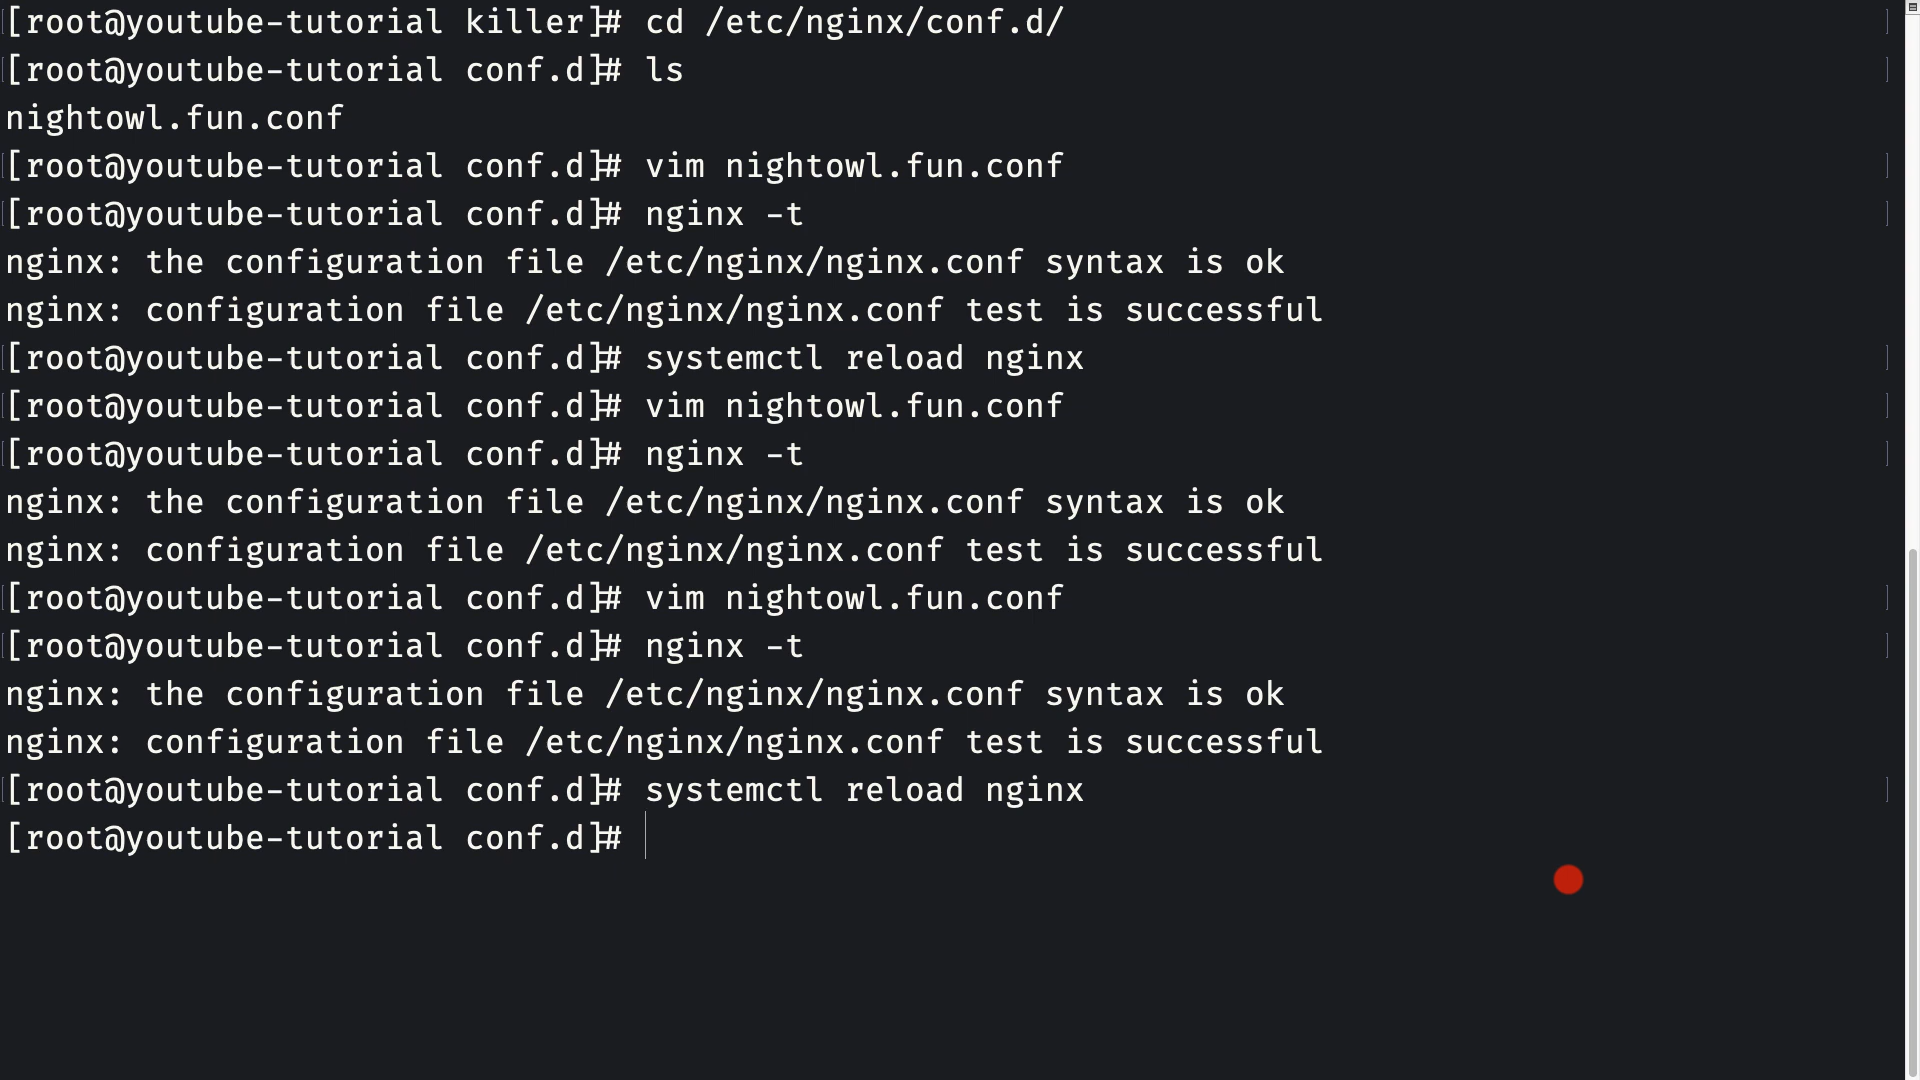 [root@youtube-tutorial killer]# cd /etc/nginx/conf.d/
[root@youtube-tutorial conf.d]# ls
nightowl.fun.conf
[root@youtube-tutorial conf.d]# vim nightowl.fun.conf
[root@youtube-tutorial conf.d]# nginx -t
nginx: the configuration file /etc/nginx/nginx.conf syntax is ok
nginx: configuration file /etc/nginx/nginx.conf test is successful
[root@youtube-tutorial conf.d]# systemctl reload nginx
[root@youtube-tutorial conf.d]# vim nightowl.fun.conf
[root@youtube-tutorial conf.d]# nginx -t
nginx: the configuration file /etc/nginx/nginx.conf syntax is ok
nginx: configuration file /etc/nginx/nginx.conf test is successful
[root@youtube-tutorial conf.d]# vim nightowl.fun.conf
[root@youtube-tutorial conf.d]# nginx -t
nginx: the configuration file /etc/nginx/nginx.conf syntax is ok
nginx: configuration file /etc/nginx/nginx.conf test is successful
[root@youtube-tutorial conf.d]# systemctl reload nginx
[root@youtube-tutorial conf.d]#